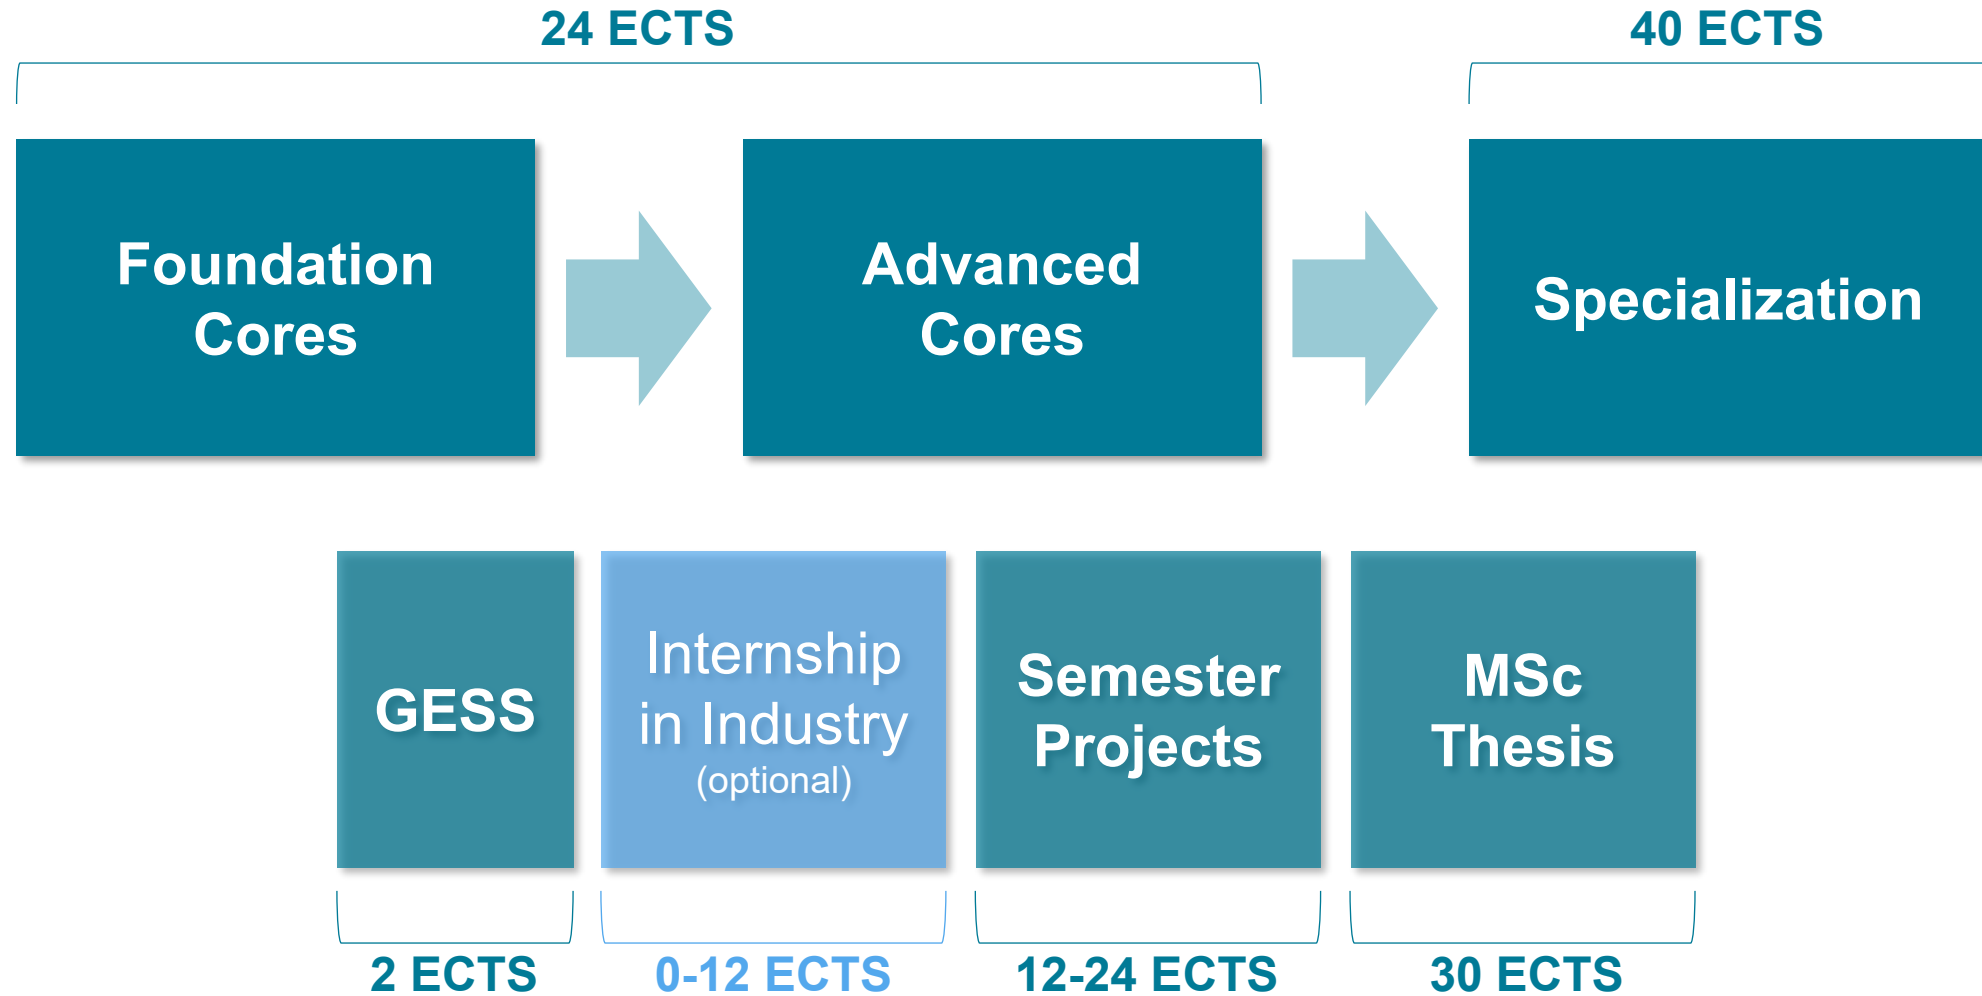 24 ECTS
40 ECTS
Foundation
Cores
Advanced
Cores
Specialization
GESS
Internship
in Industry
(optional)
Semester
Projects
MSc
Thesis
2 ECTS
0-12 ECTS
12-24 ECTS
30 ECTS